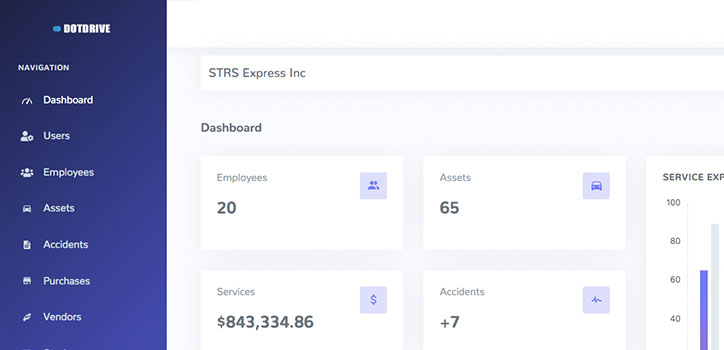 DOTDRIVE
NAVIGATION
Dashboard
Users
Employees
Assets
Accidents
Purchases
Vendors
STRS Express Inc
Dashboard
Employees
20
Assets
65
Services
$843,334.86
Accidents
+7
SERVICE EXP
100
80
60
40